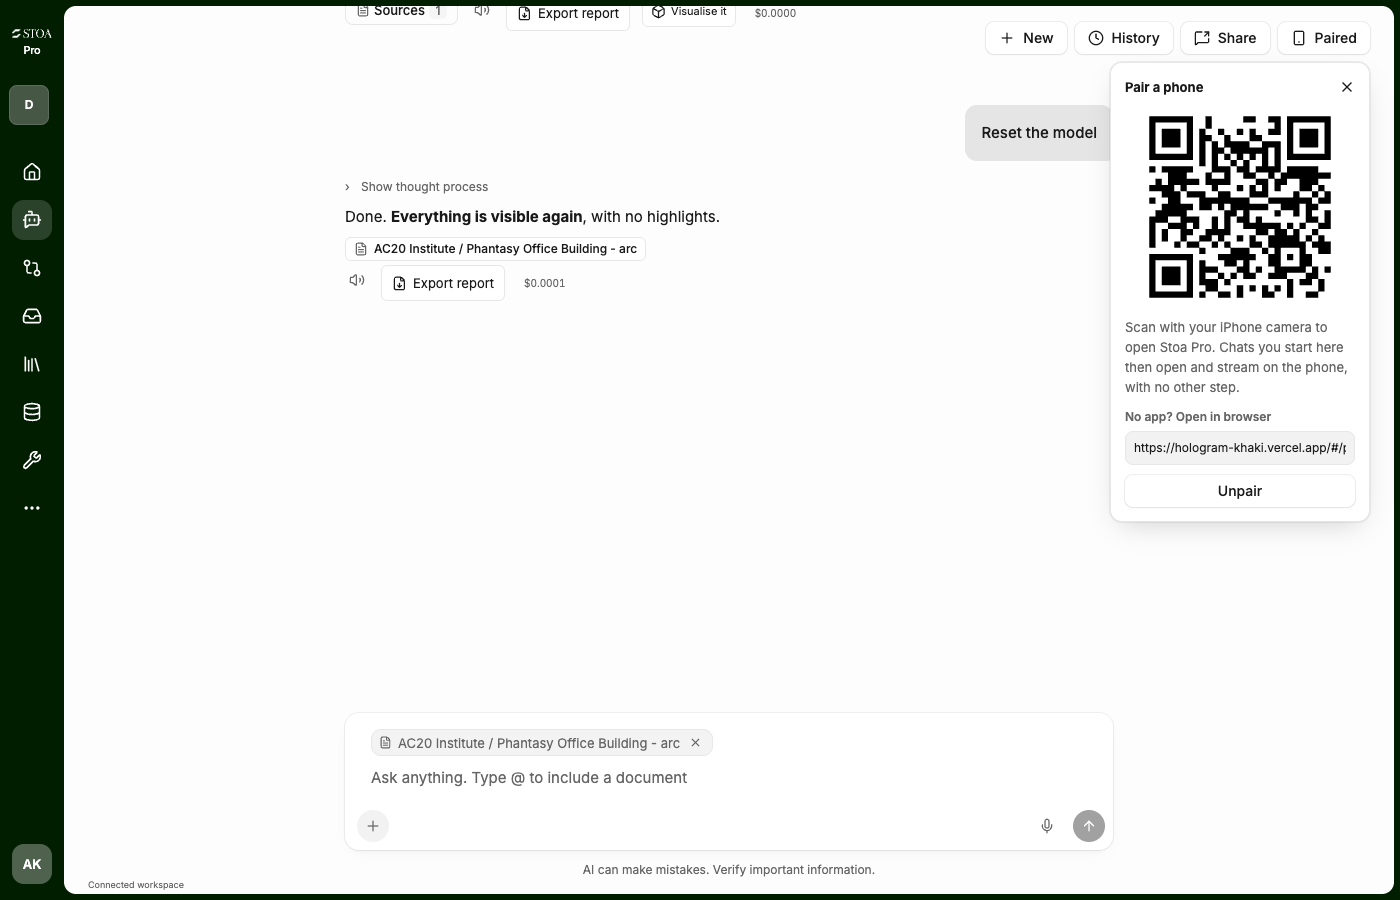 STOA
Pro
D
AK
Sources 1
Export report
Visualise it
$0.0000
New
History
Share
Paired
Reset the model
Show thought process
Done. Everything is visible again, with no highlights.
AC20 Institute / Phantasy Office Building - arc
Export report
$0.0001
Pair a phone
Scan with your iPhone camera to
open Stoa Pro. Chats you start here
then open and stream on the phone,
with no other step.
No app? Open in browser
https://hologram-khaki.vercel.app/#/p
Unpair
AC20 Institute / Phantasy Office Building - arc
Ask anything. Type @ to include a document
AI can make mistakes. Verify important information.
Connected workspace